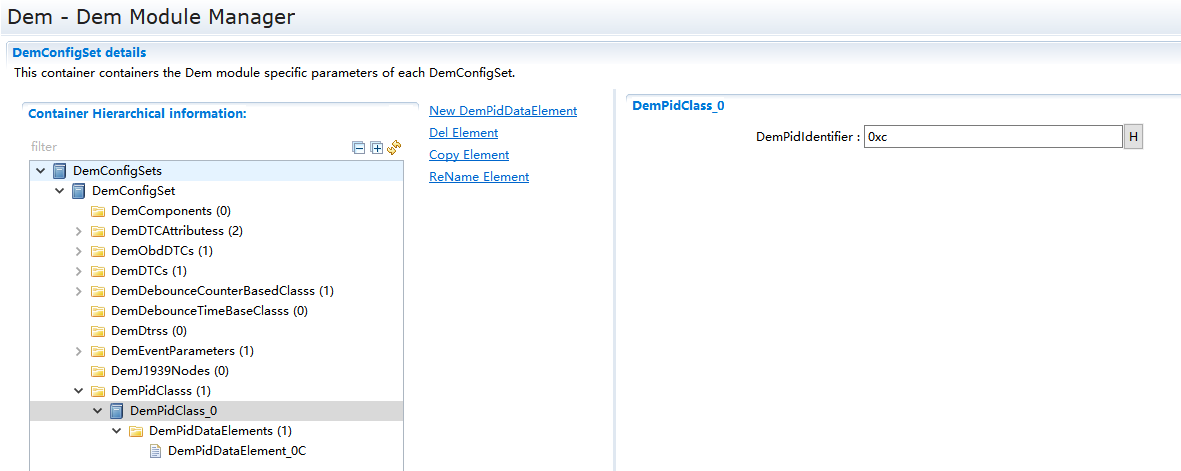 Dem - Dem Module Manager
DemConfigSet details
This container containers the Dem module specific parameters of each DemConfigSet.
Container Hierarchical information:
filter
DemConfigSets
DemConfigSet
DemComponents (0)
DemDTCAttributess (2)
DemObdDTCs (1)
DemDTCs (1)
DemDebounceCounterBasedClasss (1)
DemDebounceTimeBaseClasss (0)
DemDtrss (0)
DemEventParameters (1)
DemJ1939Nodes (0)
DemPidClasss (1)
DemPidClass_0
DemPidDataElements (1)
DemPidDataElement_0C
New DemPidDataElement
Del Element
Copy Element
ReName Element
DemPidClass_0
DemPidIdentifier : 0xc H